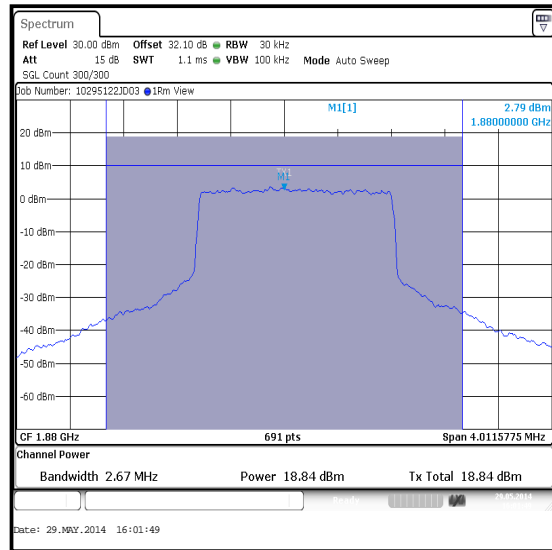 Spectrum
Ref Level 30.00 dBm Offset 32.10 dB RBW 30 kHz
Att 15 dB SWT 1.1 ms VBW 100 kHz Mode Auto Sweep
SGL Count 300/300
Job Number: 10295122JD03 1Rm View
M1[1] 2.79 dBm
1.88000000 GHz
20 dBm
10 dBm
M1
0 dBm
-10 dBm
-20 dBm
-30 dBm
-40 dBm
-50 dBm
-60 dBm
CF 1.88 GHz 691 pts Span 4.0115775 MHz
Channel Power
Bandwidth 2.67 MHz Power 18.84 dBm Tx Total 18.84 dBm
Ready 29.05.2014
Date: 29.MAY.2014 16:01:49